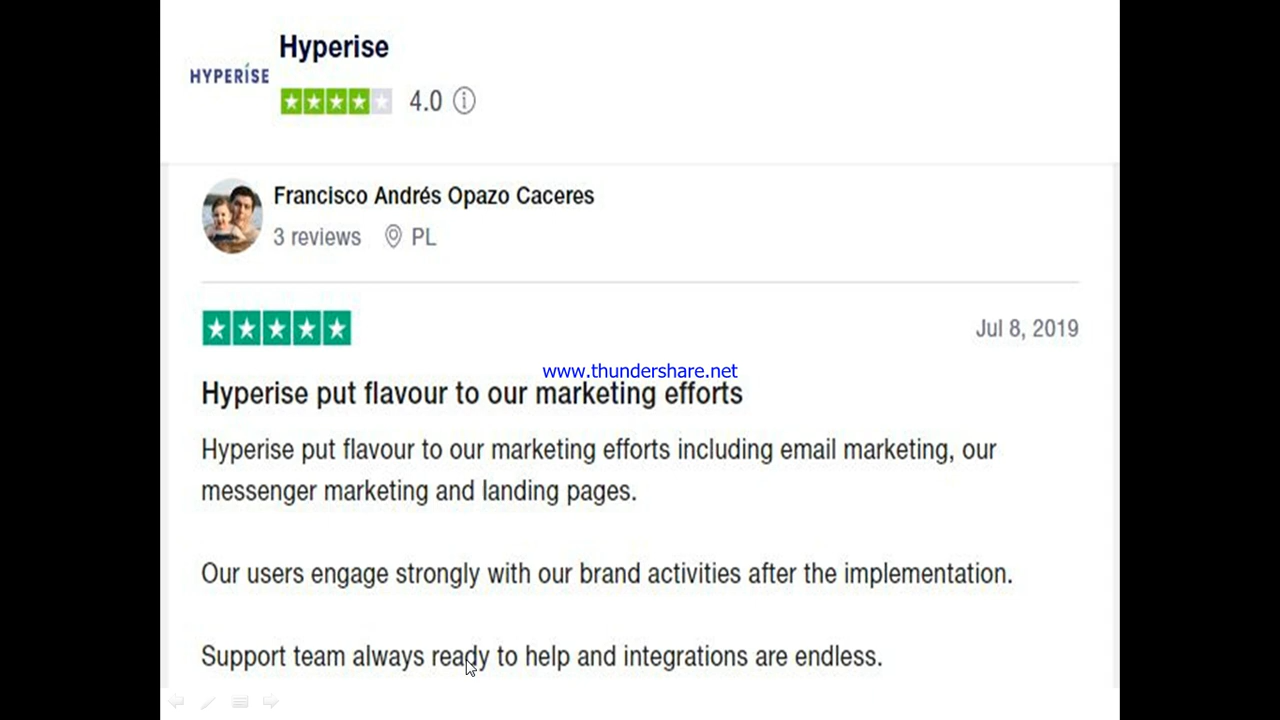 Hyperise
HYPERÍSE
4.0
Francisco Andrés Opazo Caceres
3 reviews PL
Jul 8, 2019
www.thundershare.net
Hyperise put flavour to our marketing efforts
Hyperise put flavour to our marketing efforts including email marketing, our
messenger marketing and landing pages.
Our users engage strongly with our brand activities after the implementation.
Support team always ready to help and integrations are endless.